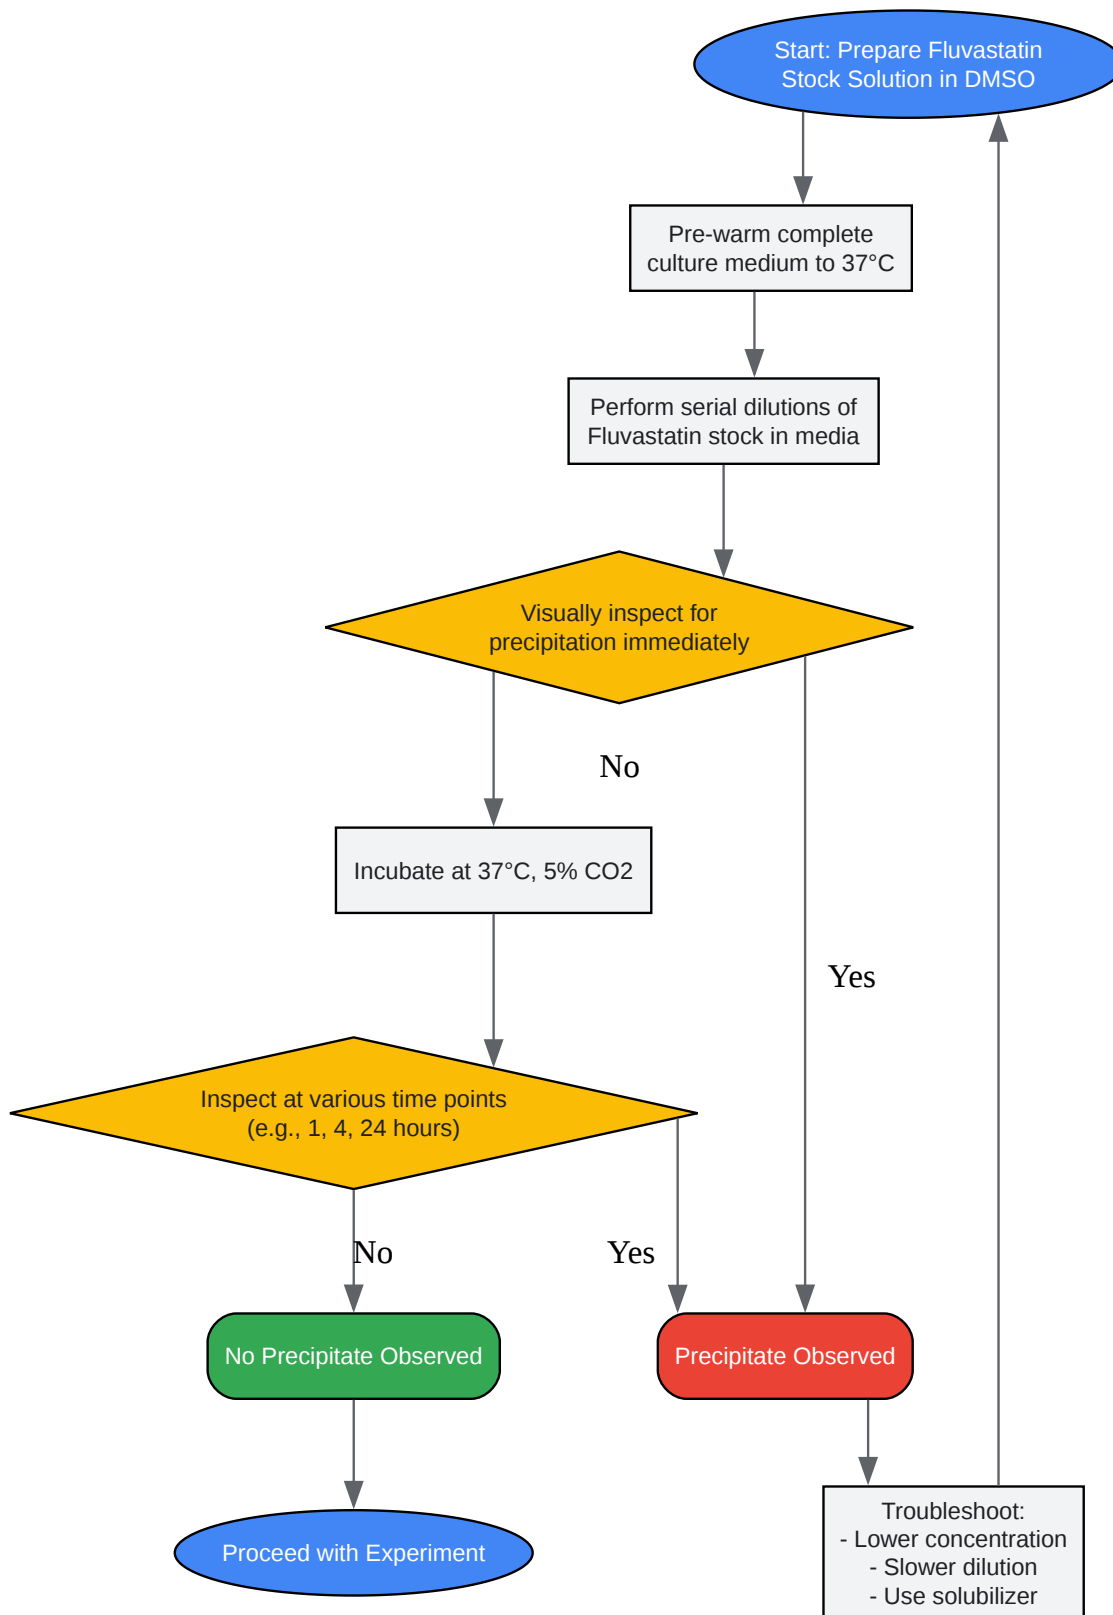 Start: Prepare Fluvastatin
Stock Solution in DMSO
Pre-warm complete
culture medium to 37°C
Perform serial dilutions of
Fluvastatin stock in media
Visually inspect for
precipitation immediately
No
Incubate at 37°C, 5% CO2
Yes
Inspect at various time points
(e.g., 1, 4, 24 hours)
No
Yes
No Precipitate Observed
Precipitate Observed
Proceed with Experiment
Troubleshoot:
- Lower concentration
- Slower dilution
- Use solubilizer